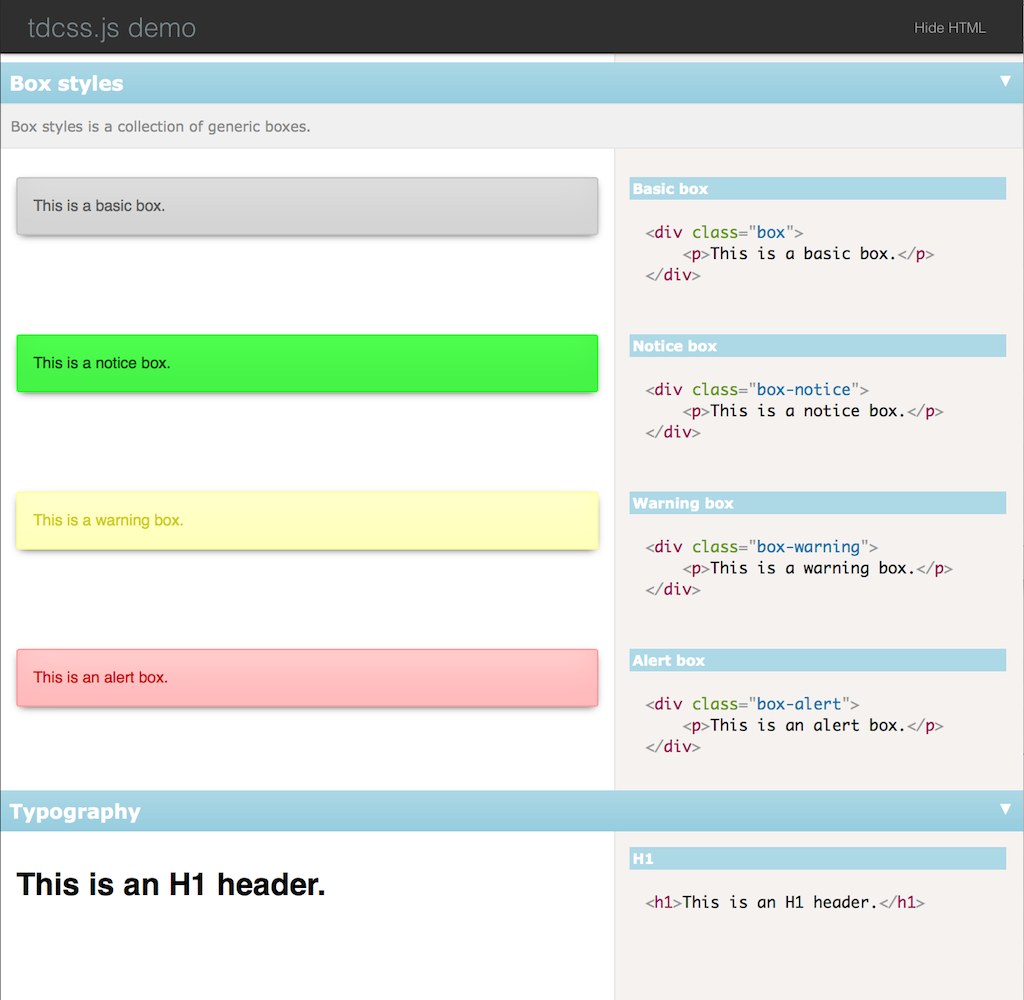 tdcss.js demo
Hide HTML
Box styles ▼
Box styles is a collection of generic boxes.
This is a basic box.
Basic box
<div class="box">
    <p>This is a basic box.</p>
</div>
This is a notice box.
Notice box
<div class="box-notice">
    <p>This is a notice box.</p>
</div>
This is a warning box.
Warning box
<div class="box-warning">
    <p>This is a warning box.</p>
</div>
This is an alert box.
Alert box
<div class="box-alert">
    <p>This is an alert box.</p>
</div>
Typography ▼
This is an H1 header.
H1
<h1>This is an H1 header.</h1>